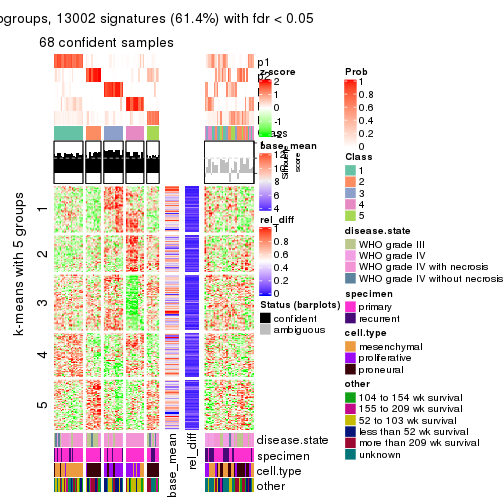 ogroups, 13002 signatures (61.4%) with fdr < 0.05
68 confident samples
p1
z-score
2
1
0
-1
-2
base_mean
12
10
8
6
4
Silhouette
score
rel_diff
1
0.8
0.6
0.4
0.2
0
Status (barplots)
confident
ambiguous
k-means with 5 groups
1
2
3
4
5
base_mean
rel_diff
disease.state
specimen
cell.type
other
Prob
1
0.8
0.6
0.4
0.2
0
Class
1
2
3
4
5
disease.state
WHO grade III
WHO grade IV
WHO grade IV with necrosis
WHO grade IV without necrosis
specimen
primary
recurrent
cell.type
mesenchymal
proliferative
proneural
other
104 to 154 wk survival
155 to 209 wk survival
52 to 103 wk survival
less than 52 wk survival
more than 209 wk survival
unknown